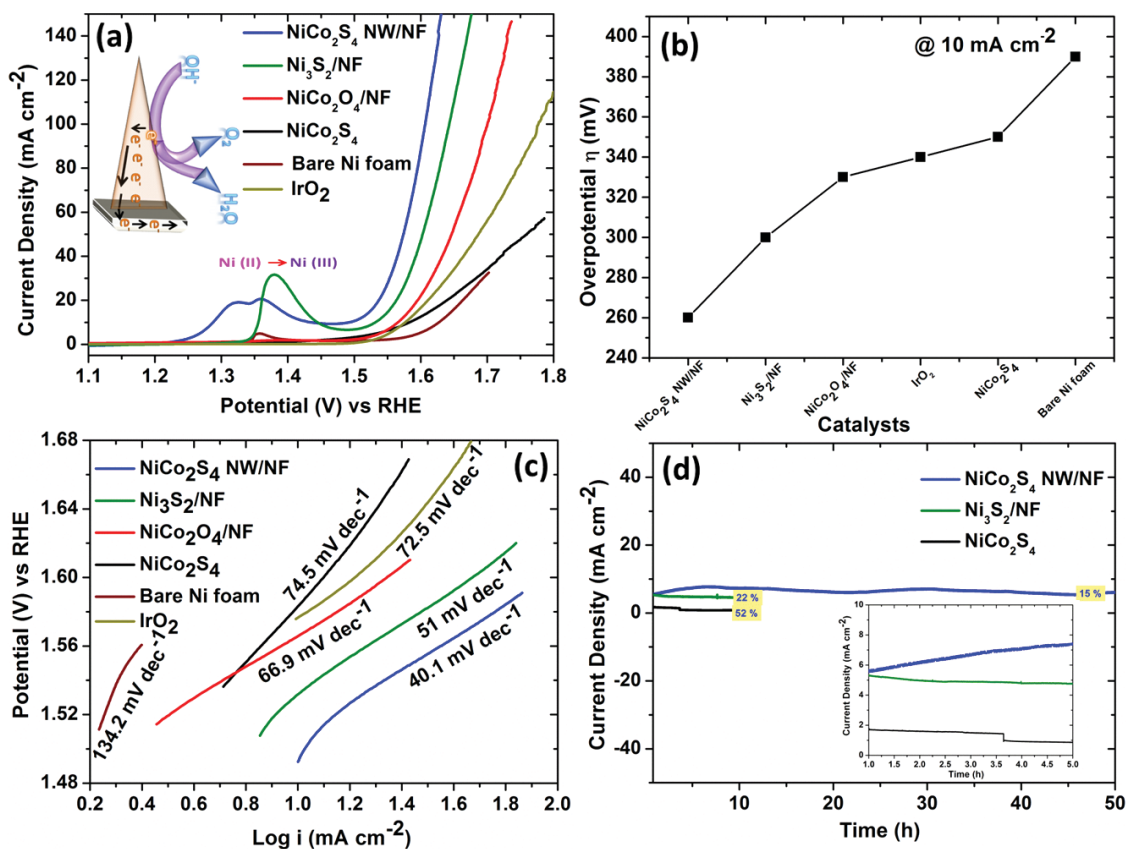 (a)
140
120
100
80
60
40
20
0
Current Density (mA cm⁻²)
1.1 1.2 1.3 1.4 1.5 1.6 1.7 1.8
Potential (V) vs RHE
NiCo₂S₄ NW/NF
Ni₃S₂/NF
NiCo₂O₄/NF
NiCo₂S₄
Bare Ni foam
IrO₂
OH⁻
O₂
H₂O
e⁻
e⁻
e⁻ e⁻
e⁻
e⁻
e⁻ e⁻
Ni (II) → Ni (III)
(b)
@ 10 mA cm⁻²
400
380
360
340
320
300
280
260
240
Overpotential η (mV)
NiCo₂S₄ NW/NF
Ni₃S₂/NF
NiCo₂O₄/NF
IrO₂
NiCo₂S₄
Bare Ni foam
Catalysts
(c)
1.68
1.64
1.60
1.56
1.52
1.48
Potential (V) vs RHE
NiCo₂S₄ NW/NF
Ni₃S₂/NF
NiCo₂O₄/NF
NiCo₂S₄
Bare Ni foam
IrO₂
74.5 mV dec⁻¹
72.5 mV dec⁻¹
66.9 mV dec⁻¹
51 mV dec⁻¹
40.1 mV dec⁻¹
134.2 mV dec⁻¹
0.2 0.4 0.6 0.8 1.0 1.2 1.4 1.6 1.8 2.0
Log i (mA cm⁻²)
(d)
40
20
0
-20
-40
Current Density (mA cm⁻²)
NiCo₂S₄ NW/NF
Ni₃S₂/NF
NiCo₂S₄
22 %
52 %
15 %
10 20 30 40 50
Time (h)
10
8
6
4
2
0
Current Density (mA cm⁻²)
1.0 1.5 2.0 2.5 3.0 3.5 4.0 4.5 5.0
Time (h)